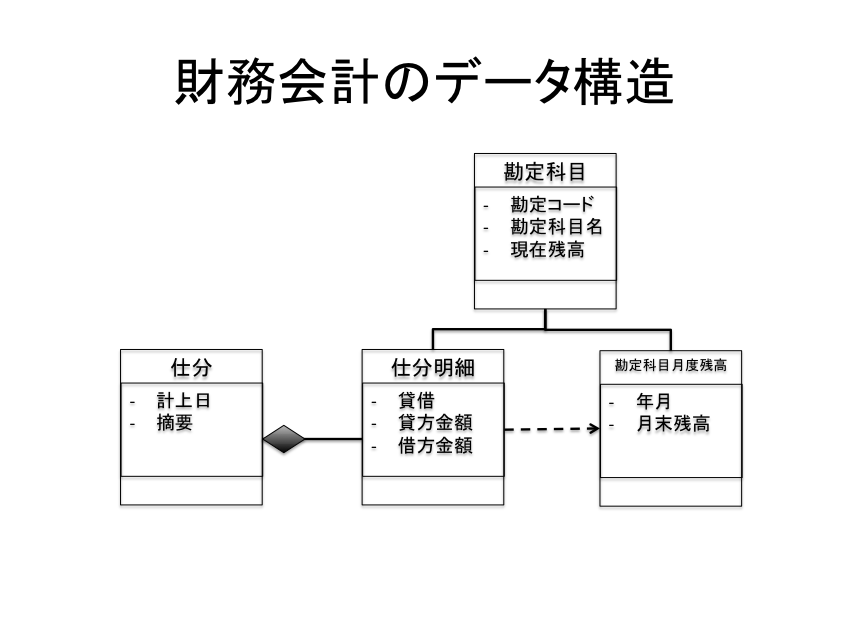 財務会計のデータ構造
勘定科目
- 勘定コード
- 勘定科目名
- 現在残高
仕分
- 計上日
- 摘要
仕分明細
- 貸借
- 貸方金額
- 借方金額
勘定科目月度残高
- 年月
- 月末残高